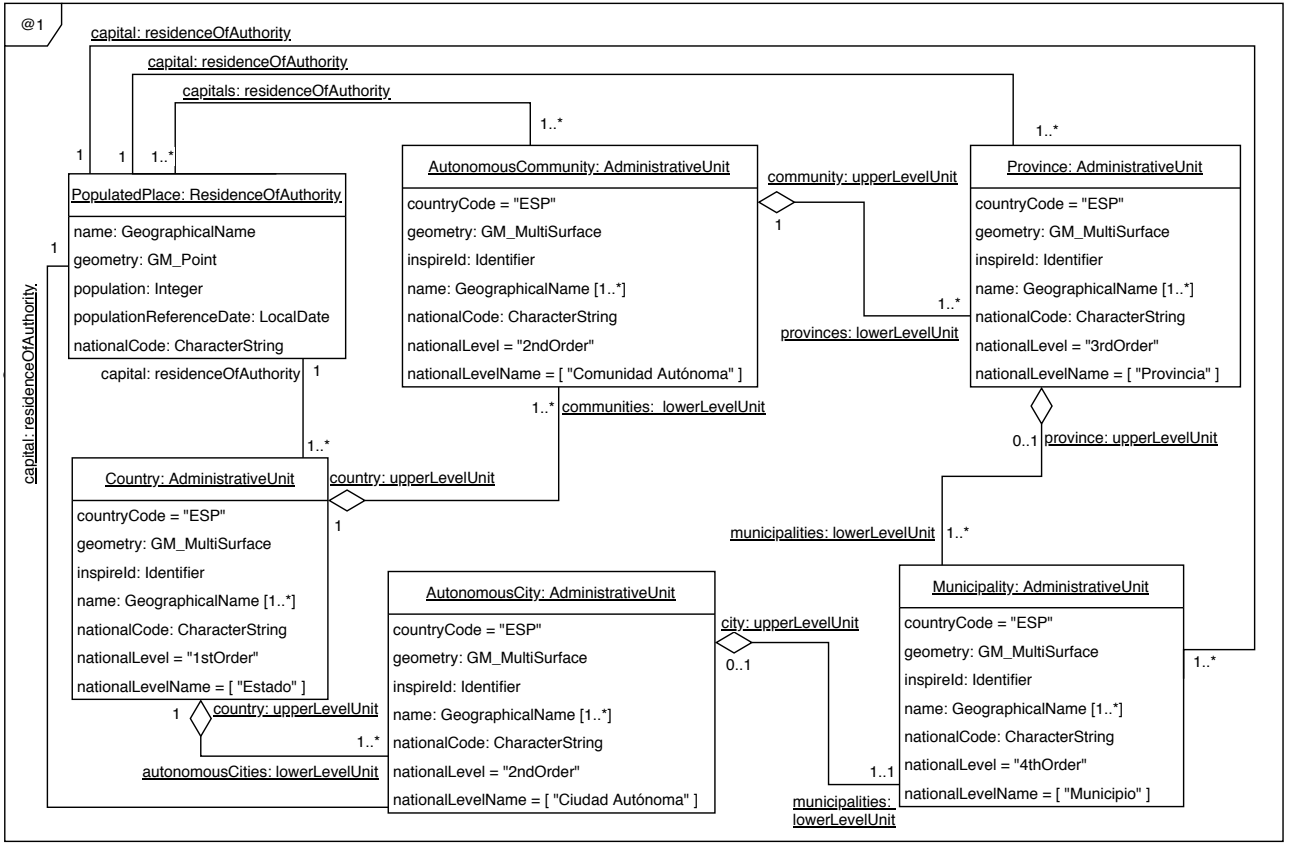 @1
capital: residenceOfAuthority
capital: residenceOfAuthority
capitals: residenceOfAuthority
1
1
1..*
1..*
1..*
PopulatedPlace: ResidenceOfAuthority
name: GeographicalName
geometry: GM_Point
population: Integer
populationReferenceDate: LocalDate
nationalCode: CharacterString
1
capital: residenceOfAuthority
capital: residenceOfAuthority
1
1..*
AutonomousCommunity: AdministrativeUnit
countryCode = "ESP"
geometry: GM_MultiSurface
inspireId: Identifier
name: GeographicalName [1..*]
nationalCode: CharacterString
nationalLevel = "2ndOrder"
nationalLevelName = [ "Comunidad Autónoma" ]
community: upperLevelUnit
1
1..*
provinces: lowerLevelUnit
Province: AdministrativeUnit
countryCode = "ESP"
geometry: GM_MultiSurface
inspireId: Identifier
name: GeographicalName [1..*]
nationalCode: CharacterString
nationalLevel = "3rdOrder"
nationalLevelName = [ "Provincia" ]
1..*
communities: lowerLevelUnit
0..1
province: upperLevelUnit
Country: AdministrativeUnit
countryCode = "ESP"
geometry: GM_MultiSurface
inspireId: Identifier
name: GeographicalName [1..*]
nationalCode: CharacterString
nationalLevel = "1stOrder"
nationalLevelName = [ "Estado" ]
country: upperLevelUnit
1
municipalities: lowerLevelUnit
1..*
1
country: upperLevelUnit
1..*
autonomousCities: lowerLevelUnit
AutonomousCity: AdministrativeUnit
countryCode = "ESP"
geometry: GM_MultiSurface
inspireId: Identifier
name: GeographicalName [1..*]
nationalCode: CharacterString
nationalLevel = "2ndOrder"
nationalLevelName = [ "Ciudad Autónoma" ]
city: upperLevelUnit
0..1
1..1
municipalities:
lowerLevelUnit
Municipality: AdministrativeUnit
countryCode = "ESP"
geometry: GM_MultiSurface
inspireId: Identifier
name: GeographicalName [1..*]
nationalCode: CharacterString
nationalLevel = "4thOrder"
nationalLevelName = [ "Municipio" ]
1..*